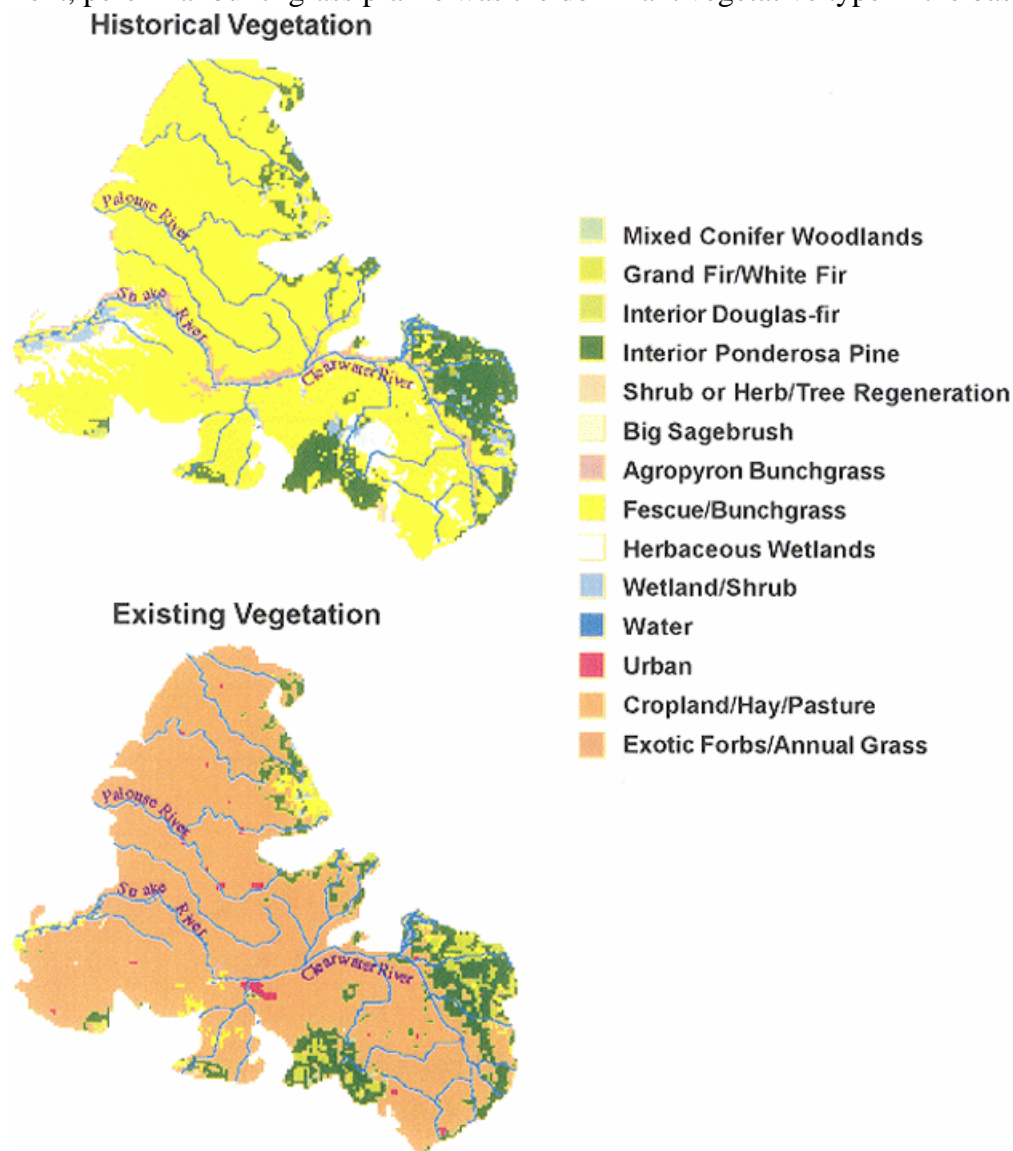 Historical Vegetation
Palouse River
Snake River
Clearwater River
Mixed Conifer Woodlands
Grand Fir/White Fir
Interior Douglas-fir
Interior Ponderosa Pine
Shrub or Herb/Tree Regeneration
Big Sagebrush
Agropyron Bunchgrass
Fescue/Bunchgrass
Herbaceous Wetlands
Wetland/Shrub
Water
Urban
Cropland/Hay/Pasture
Exotic Forbs/Annual Grass
Existing Vegetation
Palouse River
Snake River
Clearwater River